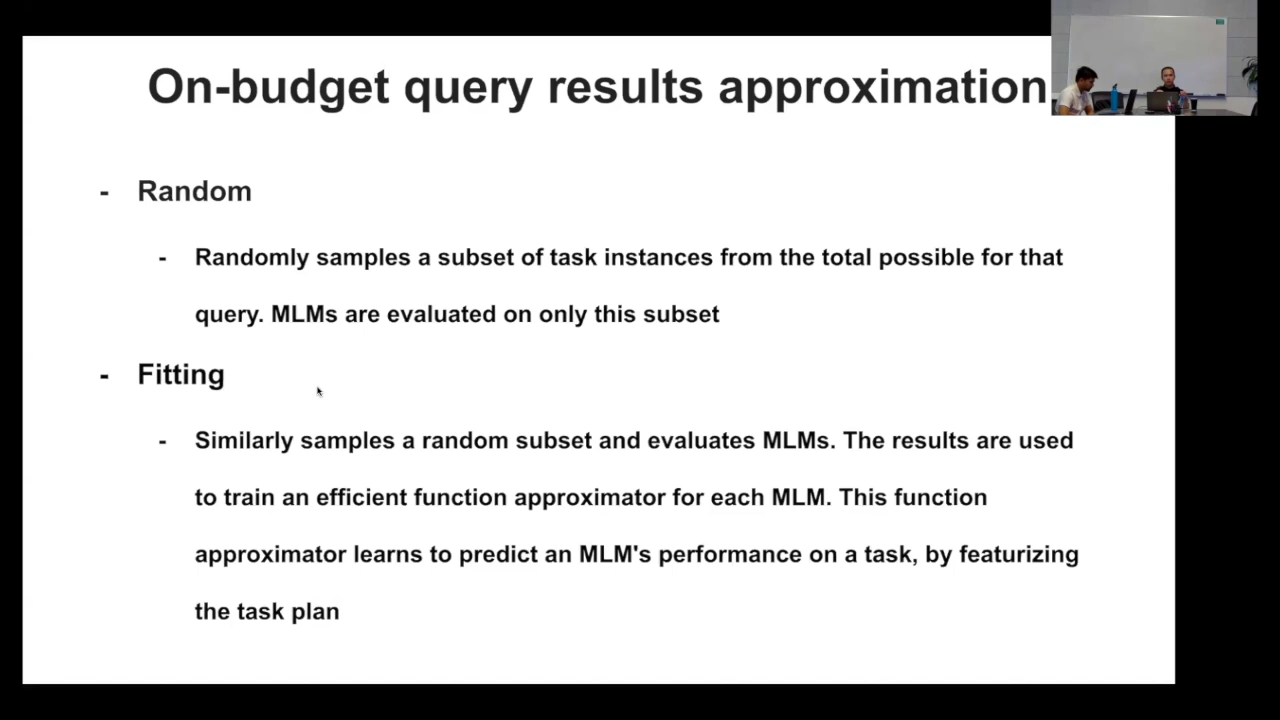 On-budget query results approximation
- Random
- Randomly samples a subset of task instances from the total possible for that
query. MLMs are evaluated on only this subset
- Fitting
- Similarly samples a random subset and evaluates MLMs. The results are used
to train an efficient function approximator for each MLM. This function
approximator learns to predict an MLM's performance on a task, by featurizing
the task plan